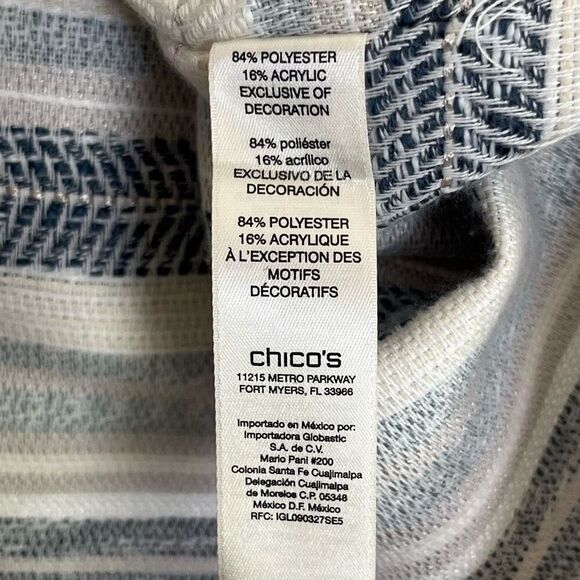 84% POLYESTER
16% ACRYLIC
EXCLUSIVE OF
DECORATION
84% poliéster
16% acrílico
EXCLUSIVO DE LA
DECORACIÓN
84% POLYESTER
16% ACRYLIQUE
À L'EXCEPTION DES
MOTIFS
DÉCORATIFS
chico's
11215 METRO PARKWAY
FORT MYERS, FL 33966
Importado en México por:
Importadora Globastic
S.A. de C.V.
Mario Pani #200
Colonia Santa Fe Cuajimalpa
Delegación Cuajimalpa
de Morelos C.P. 05348
México D.F. México
RFC: IGL090327SE5